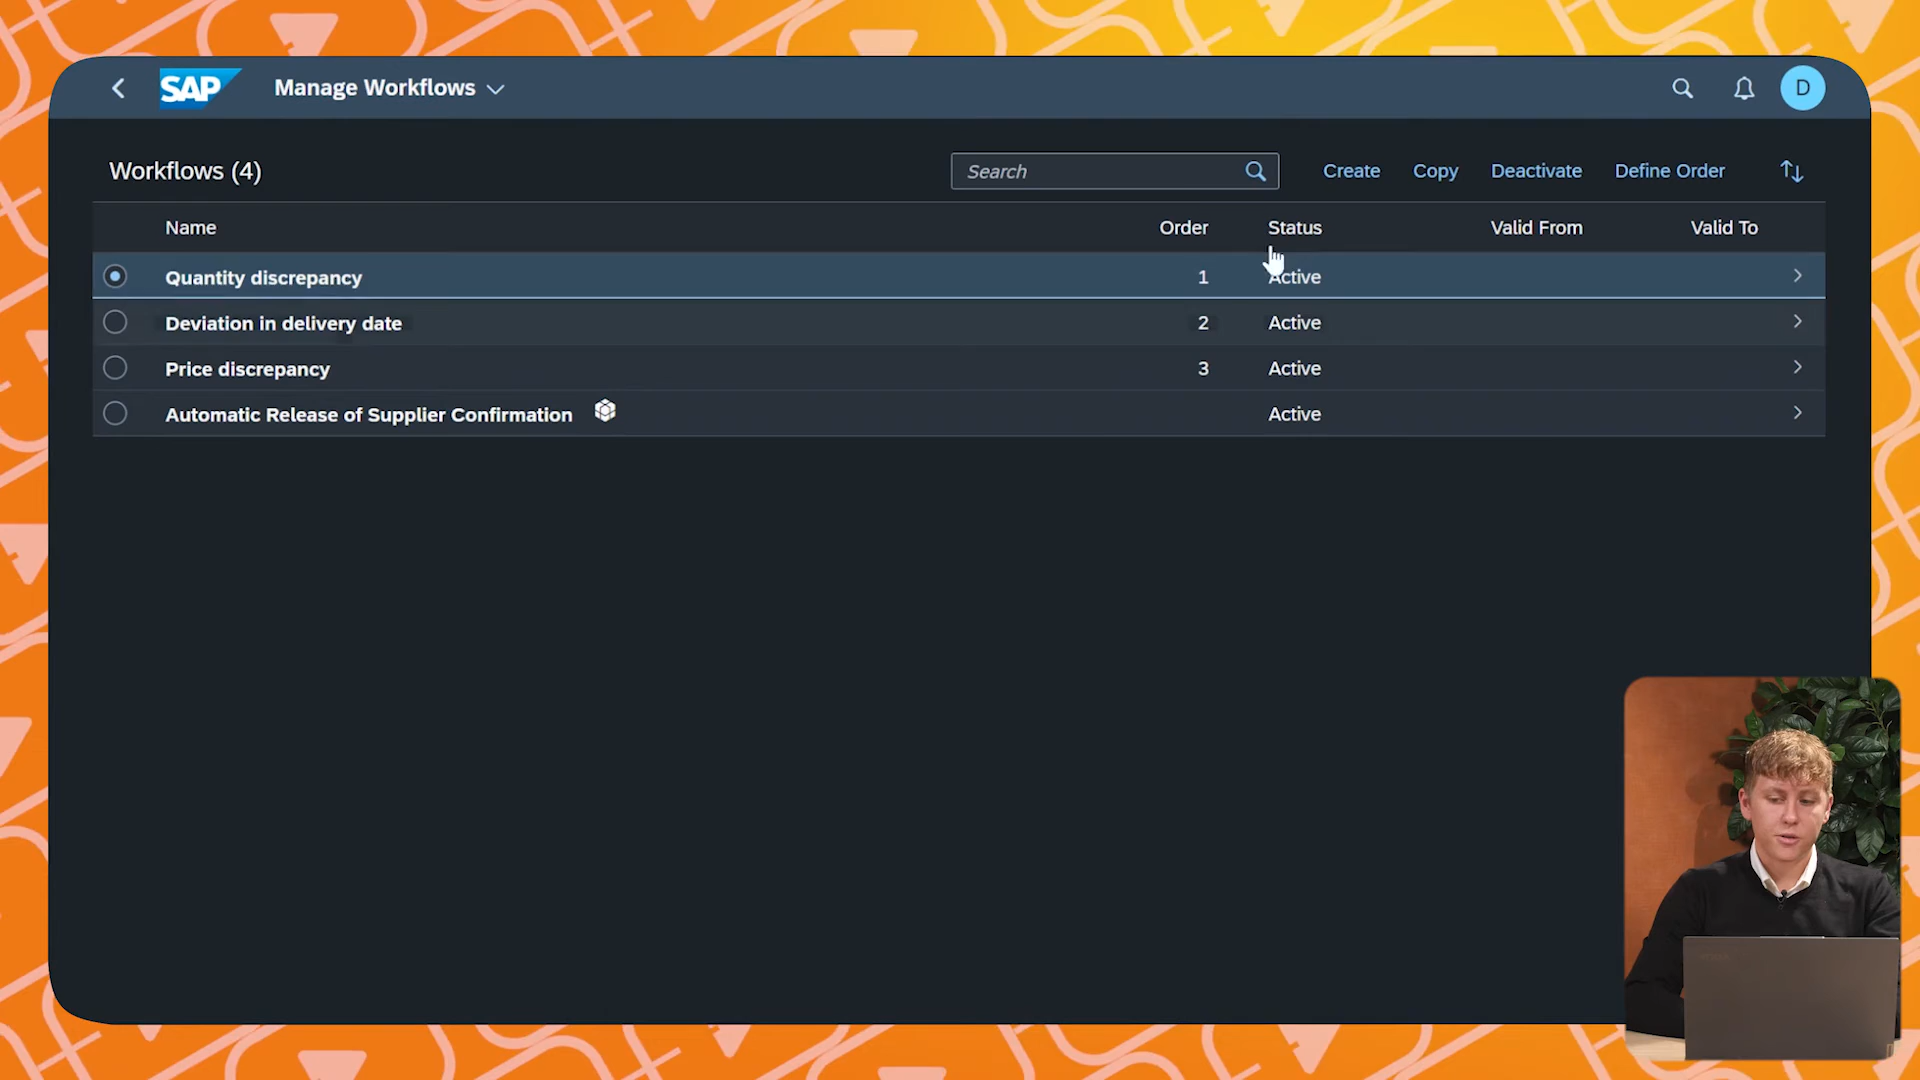 SAP Manage Workflows D
Workflows (4) Search Create Copy Deactivate Define Order
Name Order Status Valid From Valid To
Quantity discrepancy 1 Active
Deviation in delivery date 2 Active
Price discrepancy 3 Active
Automatic Release of Supplier Confirmation Active